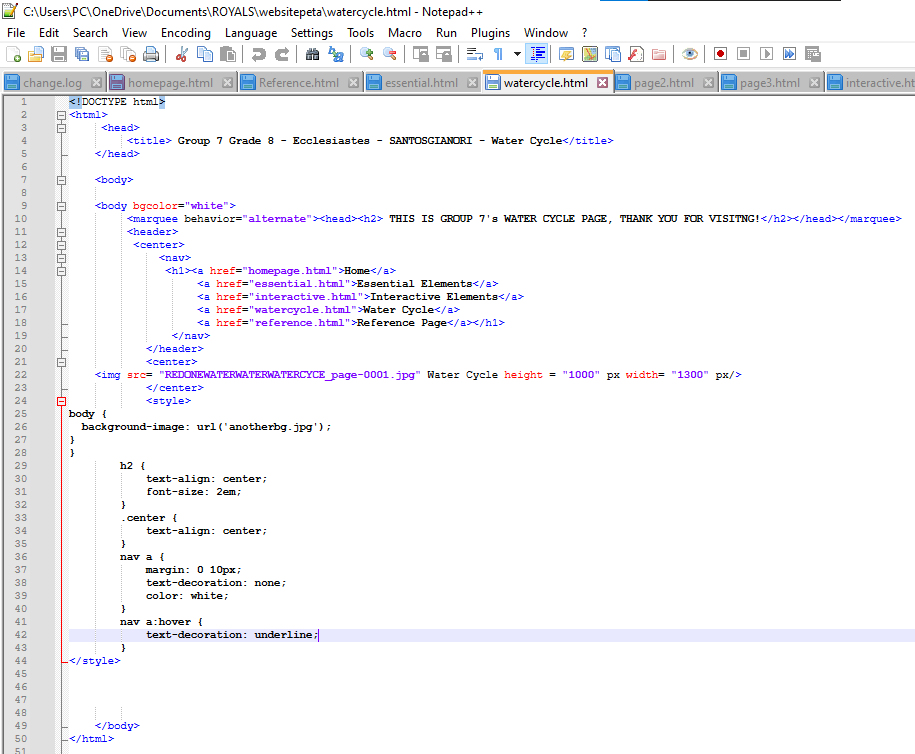 C:\Users\PC\OneDrive\Documents\ROYALS\websitepeta\watercycle.html - Notepad++
File Edit Search View Encoding Language Settings Tools Macro Run Plugins Window ?
change.log homepage.html Reference.html essential.html watercycle.html page2.html page3.html interactive.ht
1 <!DOCTYPE html>
2 <html>
3 <head>
4 <title> Group 7 Grade 8 - Ecclesiastes - SANTOSGIANORI - Water Cycle</title>
5 </head>
6
7 <body>
8
9 <body bgcolor="white">
10 <marquee behavior="alternate"><head><h2> THIS IS GROUP 7's WATER CYCLE PAGE, THANK YOU FOR VISITNG!</h2></head></marquee>
11 <header>
12 <center>
13 <nav>
14 <h1><a href="homepage.html">Home</a>
15 <a href="essential.html">Essential Elements</a>
16 <a href="interactive.html">Interactive Elements</a>
17 <a href="watercycle.html">Water Cycle</a>
18 <a href="reference.html">Reference Page</a></h1>
19 </nav>
20 </header>
21 <center>
22 <img src= "REDONEWATERWATERWATERCYCE_page-0001.jpg" Water Cycle height = "1000" px width= "1300" px/>
23 </center>
24 <style>
25 body {
26 background-image: url('anotherbg.jpg');
27 }
28 }
29 h2 {
30 text-align: center;
31 font-size: 2em;
32 }
33 .center {
34 text-align: center;
35 }
36 nav a {
37 margin: 0 10px;
38 text-decoration: none;
39 color: white;
40 }
41 nav a:hover {
42 text-decoration: underline;
43 }
44 </style>
45
46
47
48
49 </body>
50 </html>
51